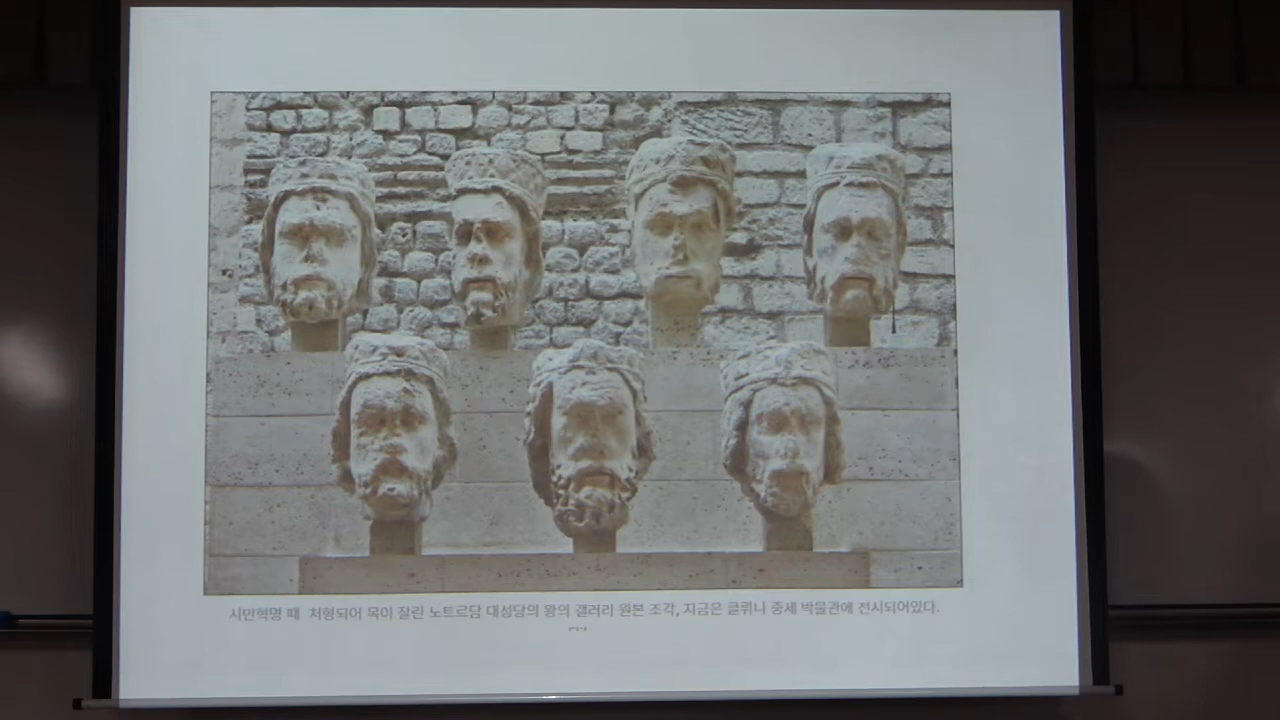 시민혁명 때 처형되어 목이 잘린 노트르담 대성당의 왕의 갤러리 원본 조각, 지금은 클뤼니 중세 박물관에 전시되어있다.